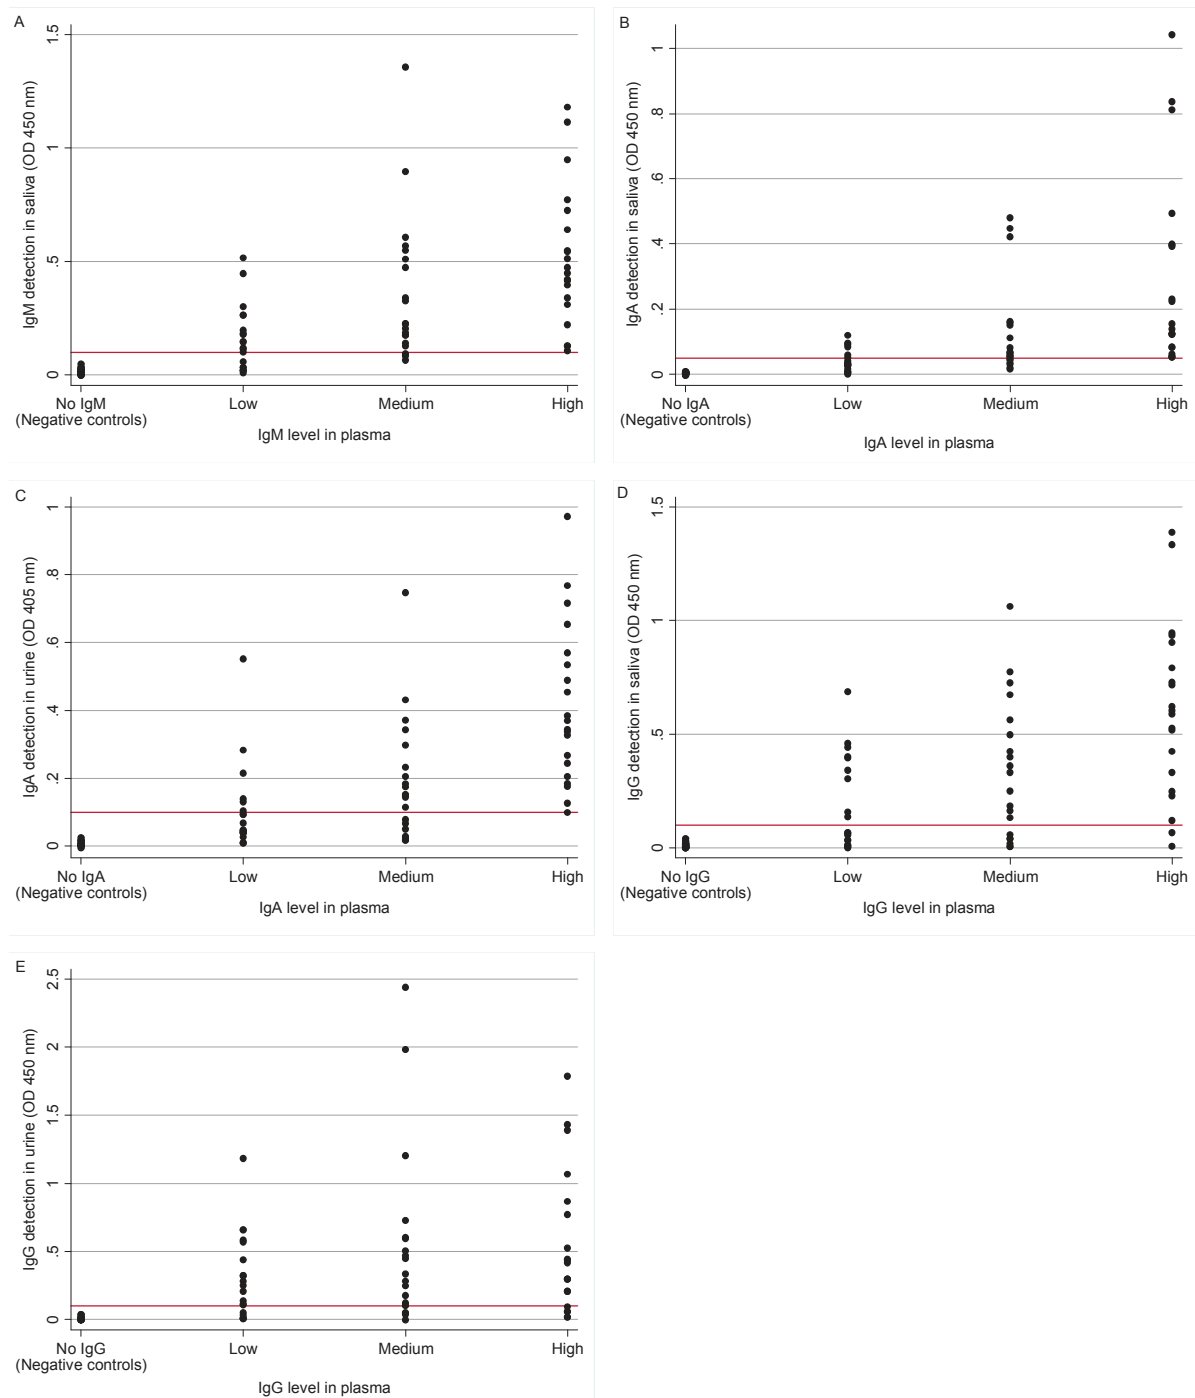 A
IgM detection in saliva (OD 450 nm)
1.5
1
.5
0
No IgM
(Negative controls)
Low
Medium
High
IgM level in plasma
B
IgA detection in saliva (OD 450 nm)
1
.8
.6
.4
.2
0
No IgA
(Negative controls)
Low
Medium
High
IgA level in plasma
C
IgA detection in urine (OD 405 nm)
1
.8
.6
.4
.2
0
No IgA
(Negative controls)
Low
Medium
High
IgA level in plasma
D
IgG detection in saliva (OD 450 nm)
1.5
1
.5
0
No IgG
(Negative controls)
Low
Medium
High
IgG level in plasma
E
IgG detection in urine (OD 450 nm)
2.5
2
1.5
1
.5
0
No IgG
(Negative controls)
Low
Medium
High
IgG level in plasma